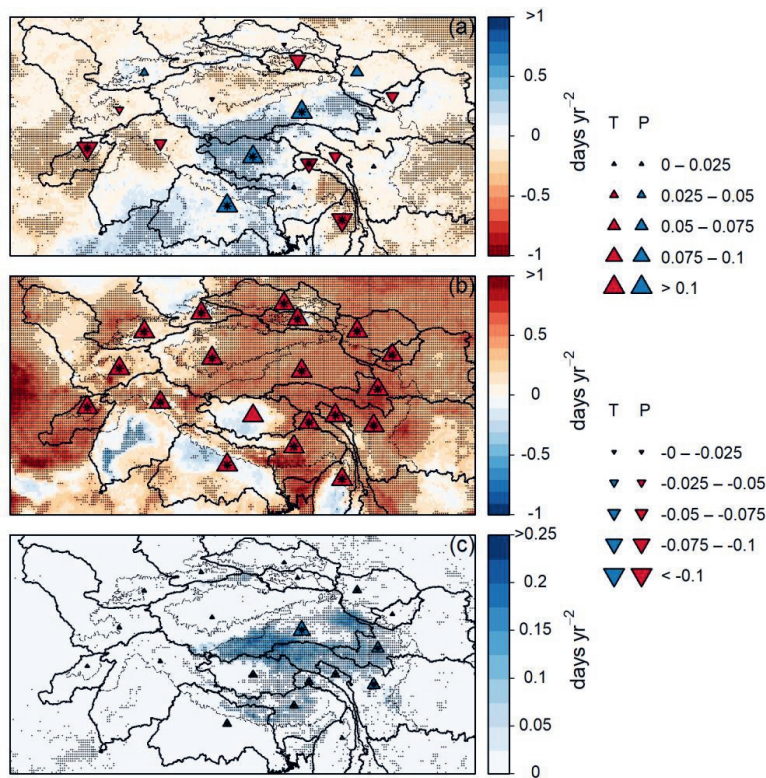 (a)
>1
0.5
0
-0.5
-1
days yr⁻²
T P
0 – 0.025
0.025 – 0.05
0.05 – 0.075
0.075 – 0.1
> 0.1
(b)
>1
0.5
0
-0.5
-1
days yr⁻²
T P
-0 – -0.025
-0.025 – -0.05
-0.05 – -0.075
-0.075 – -0.1
< -0.1
(c)
>0.25
0.2
0.15
0.1
0.05
0
days yr⁻²